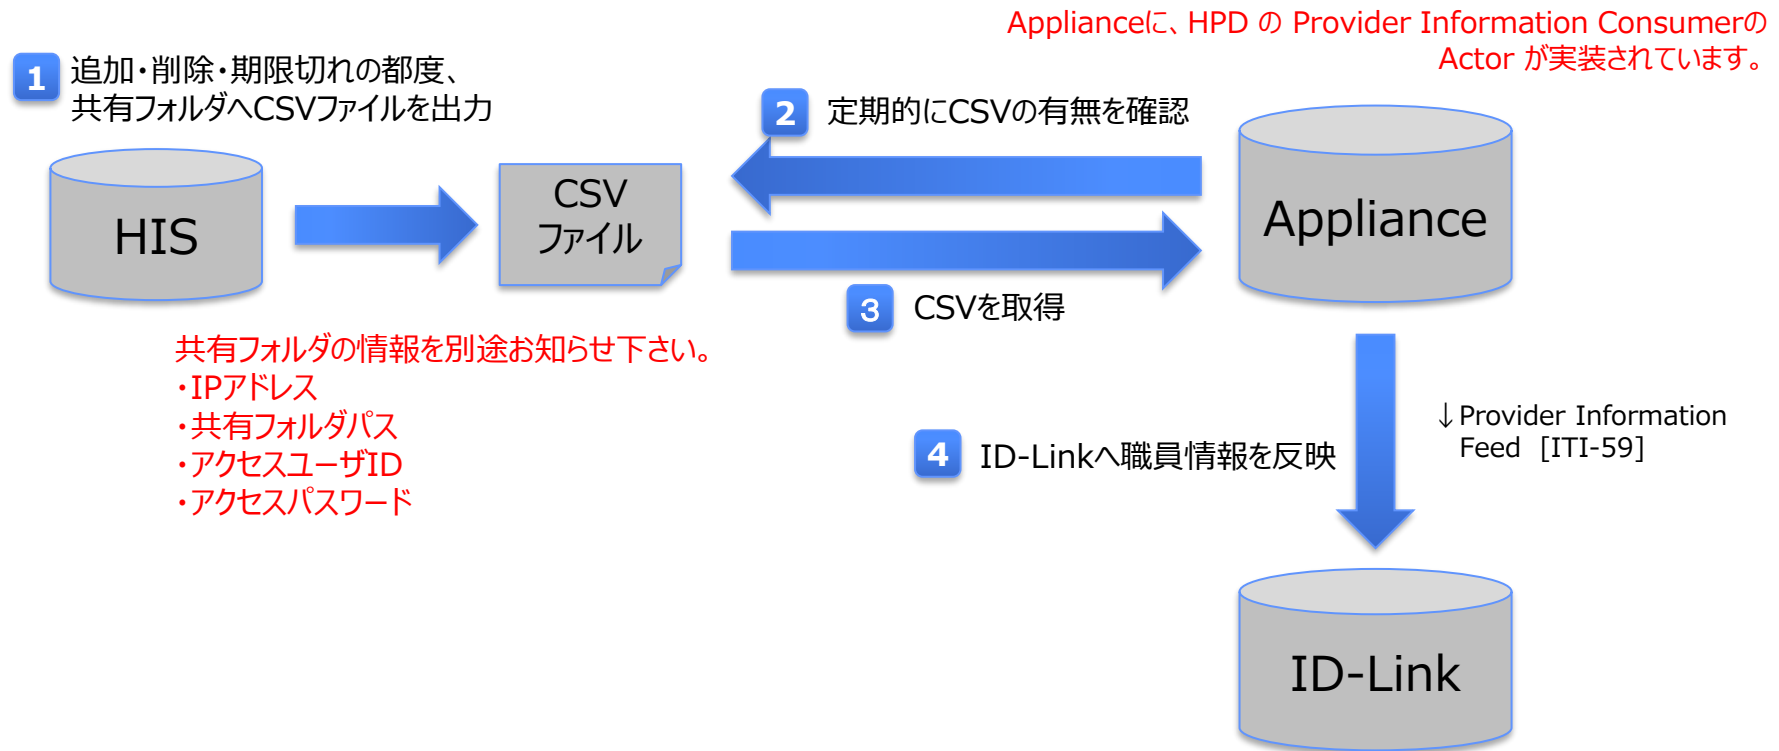 Applianceに、HPD の Provider Information Consumerの
Actor が実装されています。
1
追加・削除・期限切れの都度、
共有フォルダへCSVファイルを出力
2
定期的にCSVの有無を確認
HIS
CSV
ファイル
Appliance
3
CSVを取得
共有フォルダの情報を別途お知らせ下さい。
・IPアドレス
・共有フォルダパス
・アクセスユーザID
・アクセスパスワード
4
ID-Linkへ職員情報を反映
↓Provider Information
Feed [ITI-59]
ID-Link